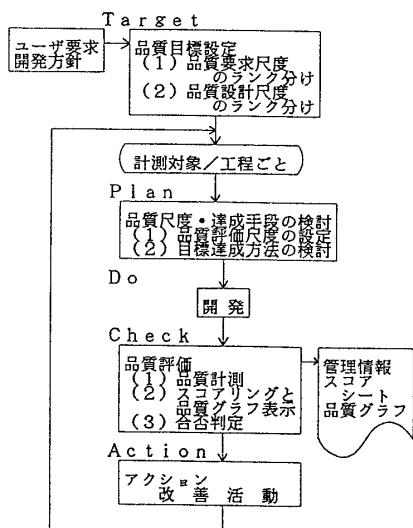 Target
ユーザ要求
開発方針
品質目標設定
(1)品質要求尺度
のランク分け
(2)品質設計尺度
のランク分け
計測対象/工程ごと
Plan
品質尺度・達成手段の検討
(1)品質評価尺度の設定
(2)目標達成方法の検討
Do
開発
Check
品質評価
(1)品質計測
(2)スコアリングと
品質グラフ表示
(3)合否判定
管理情報
スコア
シート
品質グラフ
Action
アクション
改善活動